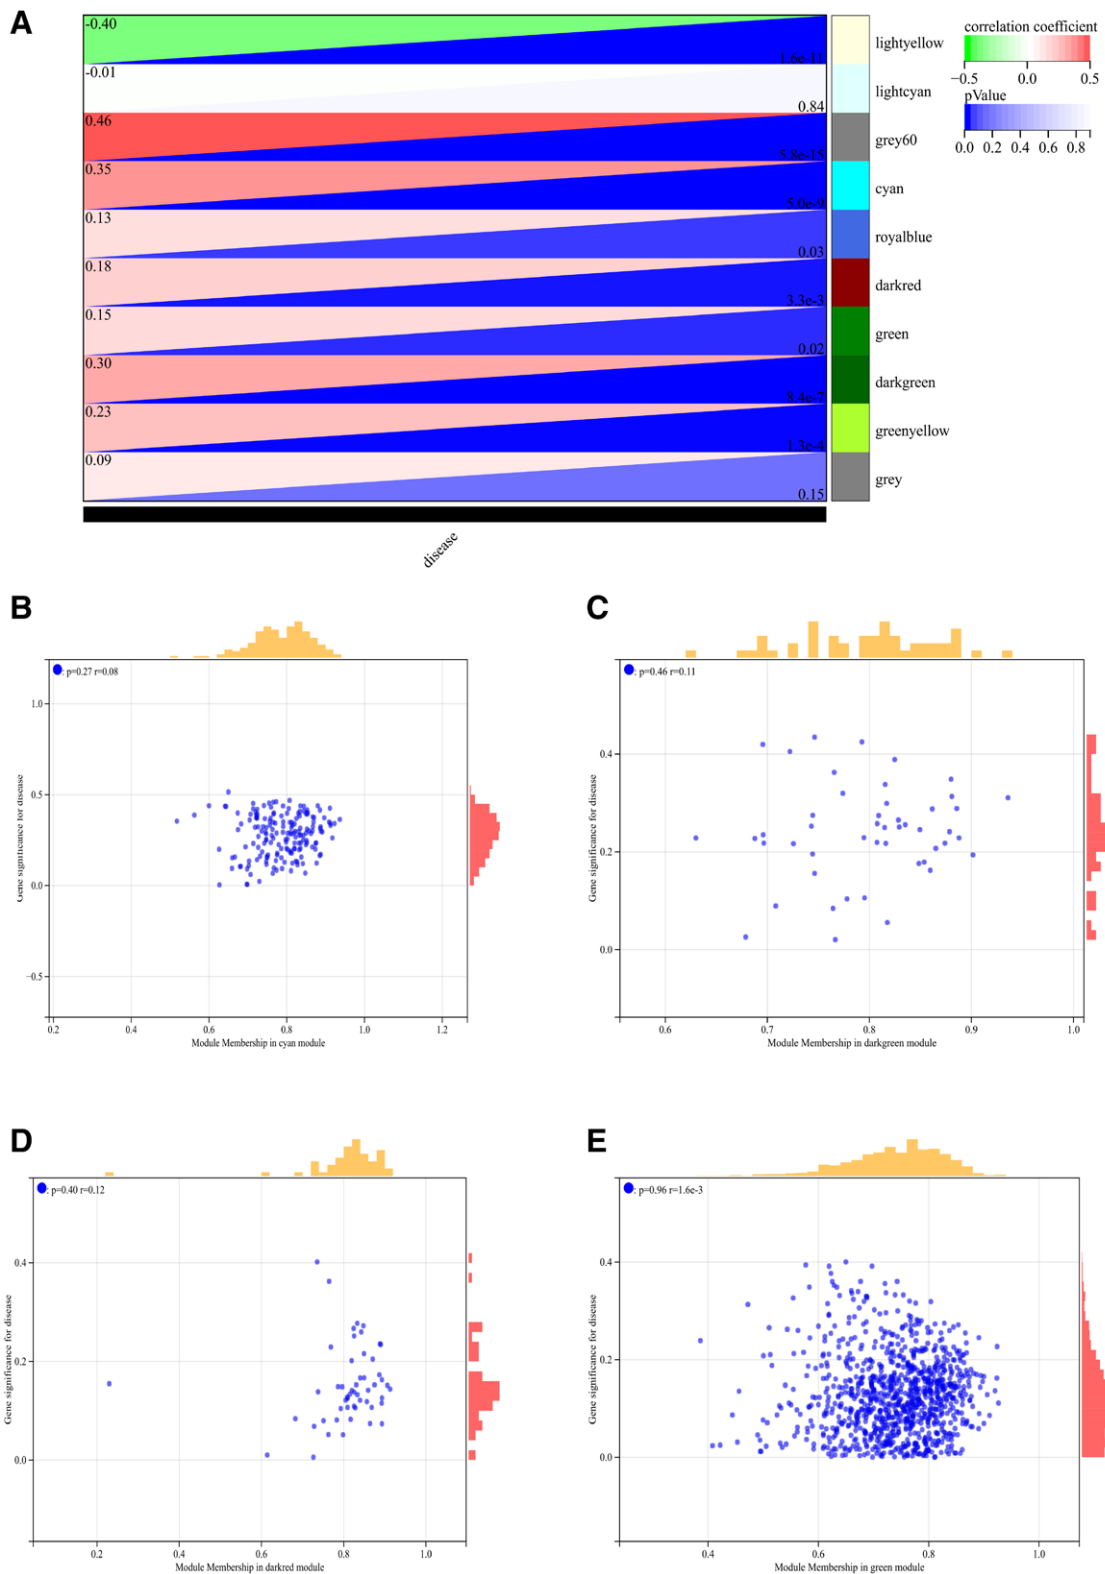 A
-0.40
1.6e-11
lightyellow
-0.01
0.84
lightcyan
0.46
5.8e-15
grey60
0.35
5.0e-9
cyan
0.13
0.03
royalblue
0.18
3.3e-3
darkred
0.15
0.02
green
0.30
8.4e-7
darkgreen
0.23
1.3e-4
greenyellow
0.09
0.15
grey
disease
correlation coefficient
−0.5 0.0 0.5
pValue
0.0 0.2 0.4 0.6 0.8
B
: p=0.27 r=0.08
Gene significance for disease
1.0
0.5
0.0
−0.5
0.2 0.4 0.6 0.8 1.0 1.2
Module Membership in cyan module
C
: p=0.46 r=0.11
Gene significance for disease
0.4
0.2
0.0
0.6 0.7 0.8 0.9 1.0
Module Membership in darkgreen module
D
: p=0.40 r=0.12
Gene significance for disease
0.4
0.2
0.0
0.2 0.4 0.6 0.8 1.0
Module Membership in darkred module
E
: p=0.96 r=1.6e-3
Gene significance for disease
0.4
0.2
0.0
0.4 0.6 0.8 1.0
Module Membership in green module